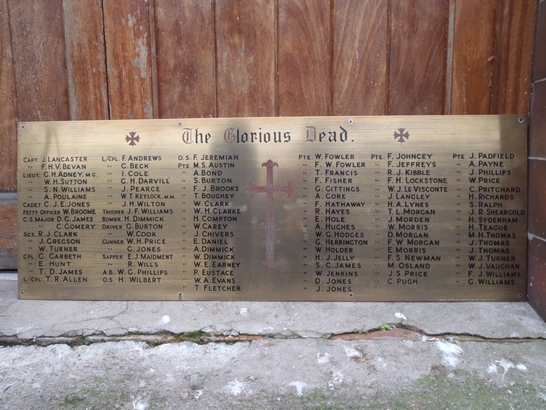 The Glorious Dead.
CAPT J. LANCASTER
" F. H. V. BEVAN
LIEUT. C. H. ADNEY, M.C.
" W. H. SUTTON
" S. N. WILLIAMS
" A. POULAINE
CADET C. J. E. JONES
PETTY OFFICER W. BROOME
C.S MAJOR D. G. JAMES
" C. COMERY
SGT. R. J. CLARK
" J. GREGSON
" W. TURNER
CPL G. GARBETH
" E. HUNT
" T. D. JAMES
L/CPL. T. R. ALLEN
L/CPL F. ANDREWS
" C. BECK
" I. COLE
" C. H. DARVILL
" J. PEARCE
" W. T. KEYLOCK. M.M.
" J. H. WILTON
TROOPER J. F. WILLIAMS
BOMBER. H. DIMMICK
DRIVER C. BURTON
" W. COOK
GUNNER W. H. PRICE
" C. JONES
SAPPER E. J. MAIDMENT
" R. WILLS
A.B. W. G. PHILLIPS
O.S. H. WILBERT
O.S. F. JEREMIAH
PTE M. S. AUSTIN
" A. BOND
" S. BURTON
" F. J. BROOKS
" T. BOUGHEY
" W. CLARK
" W. H. CLARKE
" H. COMPTON
" W. CAREY
" J. CHIVERS
" E. DANIEL
" A. DIMMICK
" W. DIMMICK
" W. E. EARNEY
" P. EUSTACE
" W. A. EVANS
" T. FLETCHER
PTE W. FOWLER
" F. W. FOWLER
" T. FRANCIS
" F. FISHER
" C. GITTINGS
" A. GORE
" F. HATHAWAY
" R. HAYES
" E. HOLE
" A. HUGHES
" W. G. HODGES
" C. HERRINGTON
" W. HOLDER
" H. J. JELLY
" S. C. JAMES
" W. JENKINS
" D. JONES
" J. JONES
PTE. F. JOHNCEY
" F. JEFFREYS
" R. J. KIBBLE
" F. H. LOCKSTONE
" W. J. LE VISCONTE
" J. LANGLEY
" H. A. LYNES
" T. L. MORGAN
" J. MORGEN
" W. MORRIS
" D. MORGAN
" F. W. MORGAN
" E. MORRIS
" F. S. NEWMAN
" M. OSLAND
" J. S. PRICE
" C. PUGH
PTE J. PADFIELD
" A. PAYNE
" J. PHILLIPS
" W. PRICE
" C. PRITCHARD
" H. RICHARDS
" S. RALPH
" J. R. SHEARGOLD
" H. SYDENHAM
" H. TEAGUE
" M. H. THOMAS
" J. THOMAS
" J. THOMAS
" W. J. TURNER
" W. J. VAUGHAN
" F. J. WILLIAMS
" G. WILLIAMS